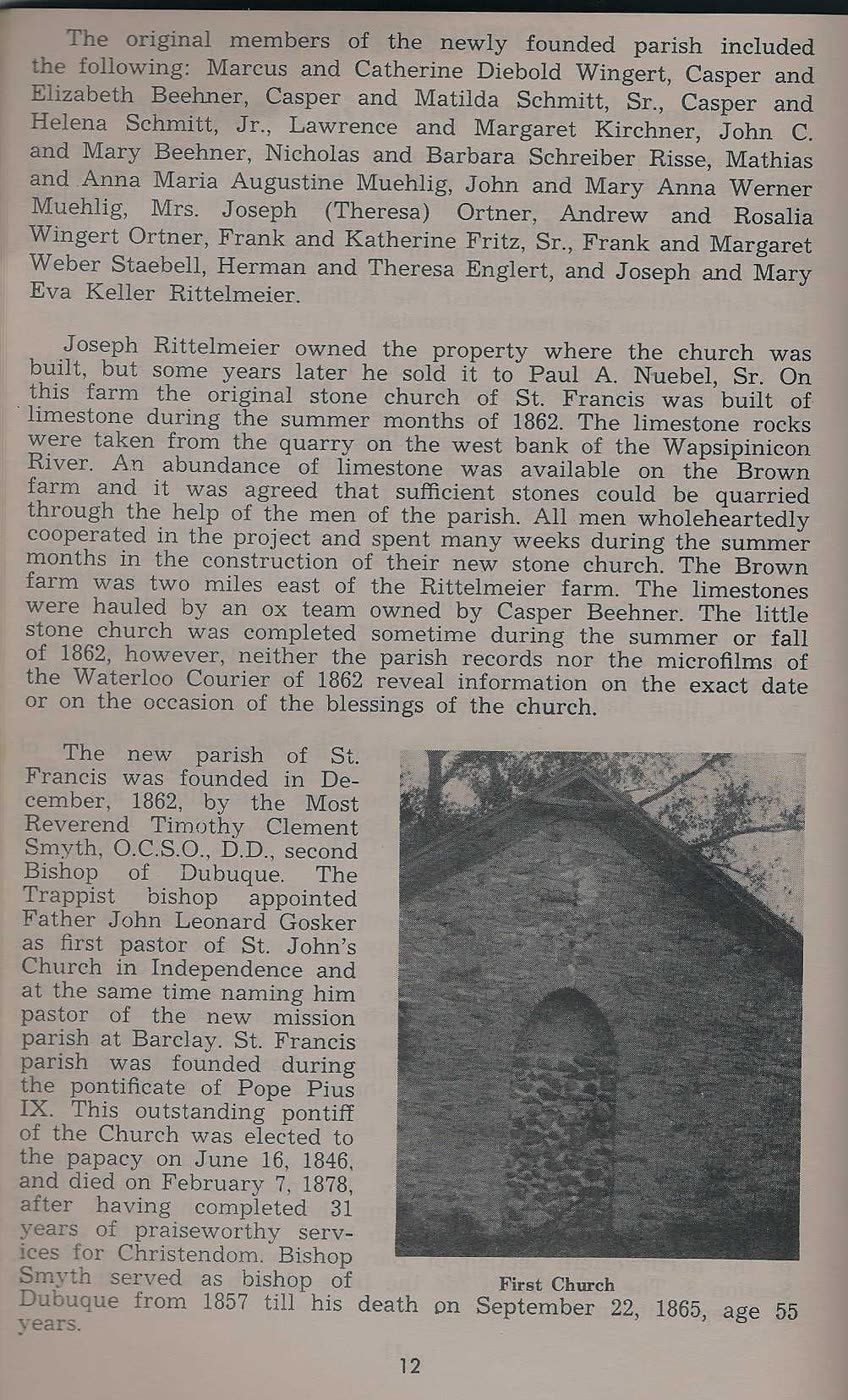 The original members of the newly founded parish included
the following: Marcus and Catherine Diebold Wingert, Casper and
Elizabeth Beehner, Casper and Matilda Schmitt, Sr., Casper and
Helena Schmitt, Jr., Lawrence and Margaret Kirchner, John C.
and Mary Beehner, Nicholas and Barbara Schreiber Risse, Mathias
and Anna Maria Augustine Muehlig, John and Mary Anna Werner
Muehlig, Mrs. Joseph (Theresa) Ortner, Andrew and Rosalia
Wingert Ortner, Frank and Katherine Fritz, Sr., Frank and Margaret
Weber Staebell, Herman and Theresa Englert, and Joseph and Mary
Eva Keller Rittelmeier.
Joseph Rittelmeier owned the property where the church was
built, but some years later he sold it to Paul A. Nuebel, Sr. On
this farm the original stone church of St. Francis was built of
limestone during the summer months of 1862. The limestone rocks
were taken from the quarry on the west bank of the Wapsipinicon
River. An abundance of limestone was available on the Brown
farm and it was agreed that sufficient stones could be quarried
through the help of the men of the parish. All men wholeheartedly
cooperated in the project and spent many weeks during the summer
months in the construction of their new stone church. The Brown
farm was two miles east of the Rittelmeier farm. The limestones
were hauled by an ox team owned by Casper Beehner. The little
stone church was completed sometime during the summer or fall
of 1862, however, neither the parish records nor the microfilms of
the Waterloo Courier of 1862 reveal information on the exact date
or on the occasion of the blessings of the church.
The new parish of St.
Francis was founded in De-
cember, 1862, by the Most
Reverend Timothy Clement
Smyth, O.C.S.O., D.D., second
Bishop of Dubuque. The
Trappist bishop appointed
Father John Leonard Gosker
as first pastor of St. John's
Church in Independence and
at the same time naming him
pastor of the new mission
parish at Barclay. St. Francis
parish was founded during
the pontificate of Pope Pius
IX. This outstanding pontiff
of the Church was elected to
the papacy on June 16, 1846,
and died on February 7, 1878,
after having completed 31
years of praiseworthy serv-
ices for Christendom. Bishop
Smyth served as bishop of
Dubuque from 1857 till his death on September 22, 1865, age 55
years.
First Church
12